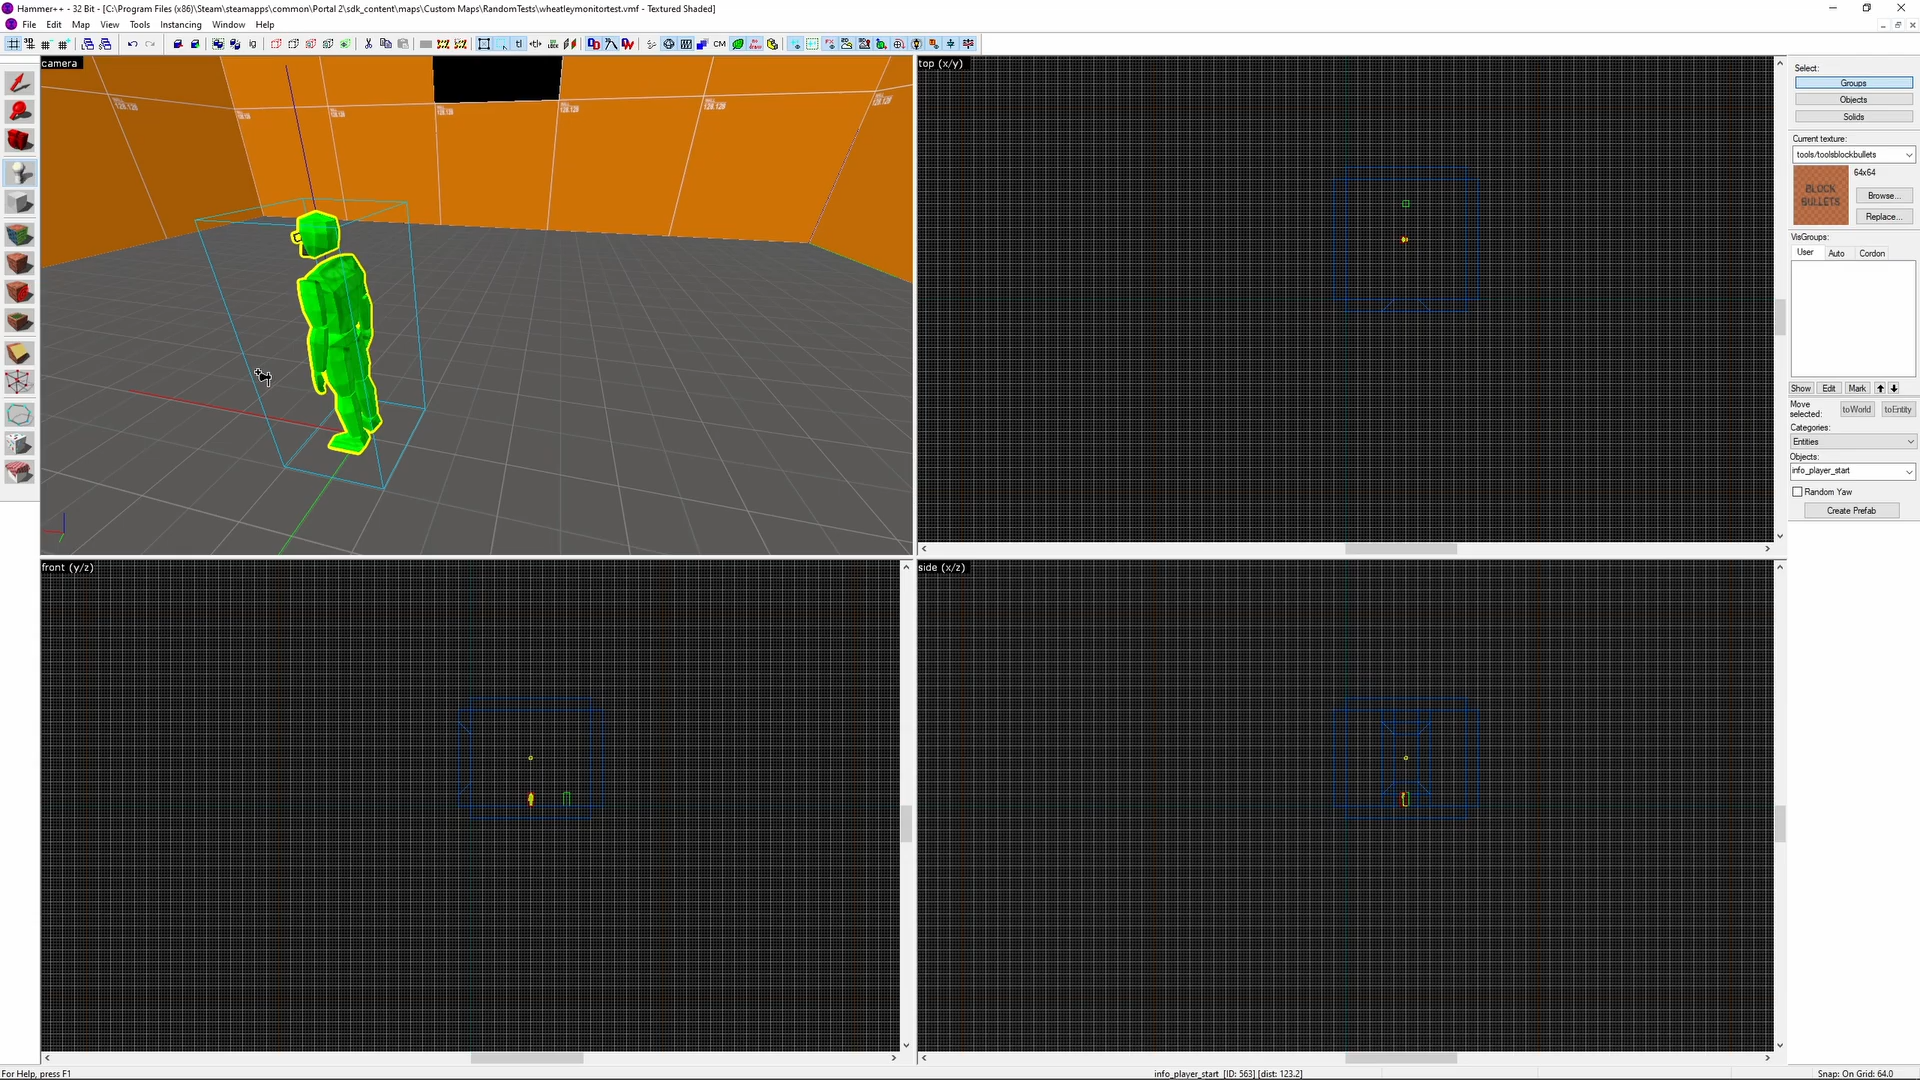 Hammer++ - 32 Bit - [C:\Program Files (x86)\Steam\steamapps\common\Portal 2\sdk_content\maps\Custom Maps\RandomTests\wheatleymonitortest.vmf - Textured Shaded]
File Edit Map View Tools Instancing Window Help
ig tl CM
camera
top (x/y)
front (y/z)
side (x/z)
Select:
Groups
Objects
Solids
Current texture:
tools/toolsblockbullets
BLOCK
BULLETS
64x64
Browse...
Replace...
VisGroups:
User Auto Cordon
Show Edit Mark
Move
selected:
toWorld toEntity
Categories:
Entities
Objects:
info_player_start
Random Yaw
Create Prefab
For Help, press F1
info_player_start [ID: 563] [dist: 123.2]
Snap: On Grid: 64.0